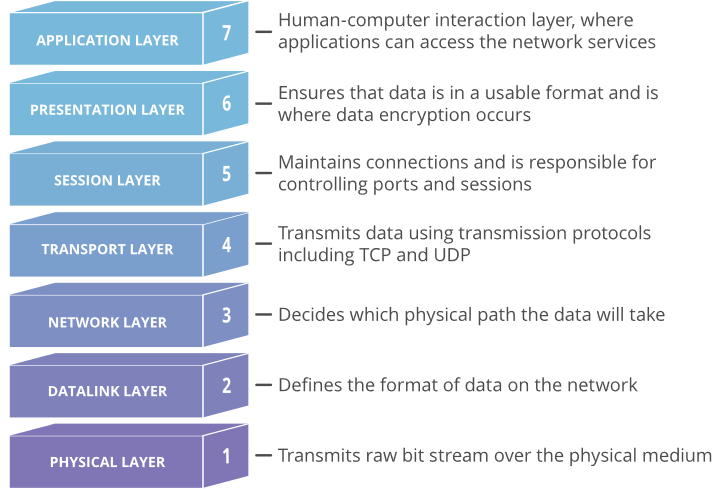 APPLICATION LAYER
7
Human-computer interaction layer, where
applications can access the network services
PRESENTATION LAYER
6
Ensures that data is in a usable format and is
where data encryption occurs
SESSION LAYER
5
Maintains connections and is responsible for
controlling ports and sessions
TRANSPORT LAYER
4
Transmits data using transmission protocols
including TCP and UDP
NETWORK LAYER
3
Decides which physical path the data will take
DATALINK LAYER
2
Defines the format of data on the network
PHYSICAL LAYER
1
Transmits raw bit stream over the physical medium